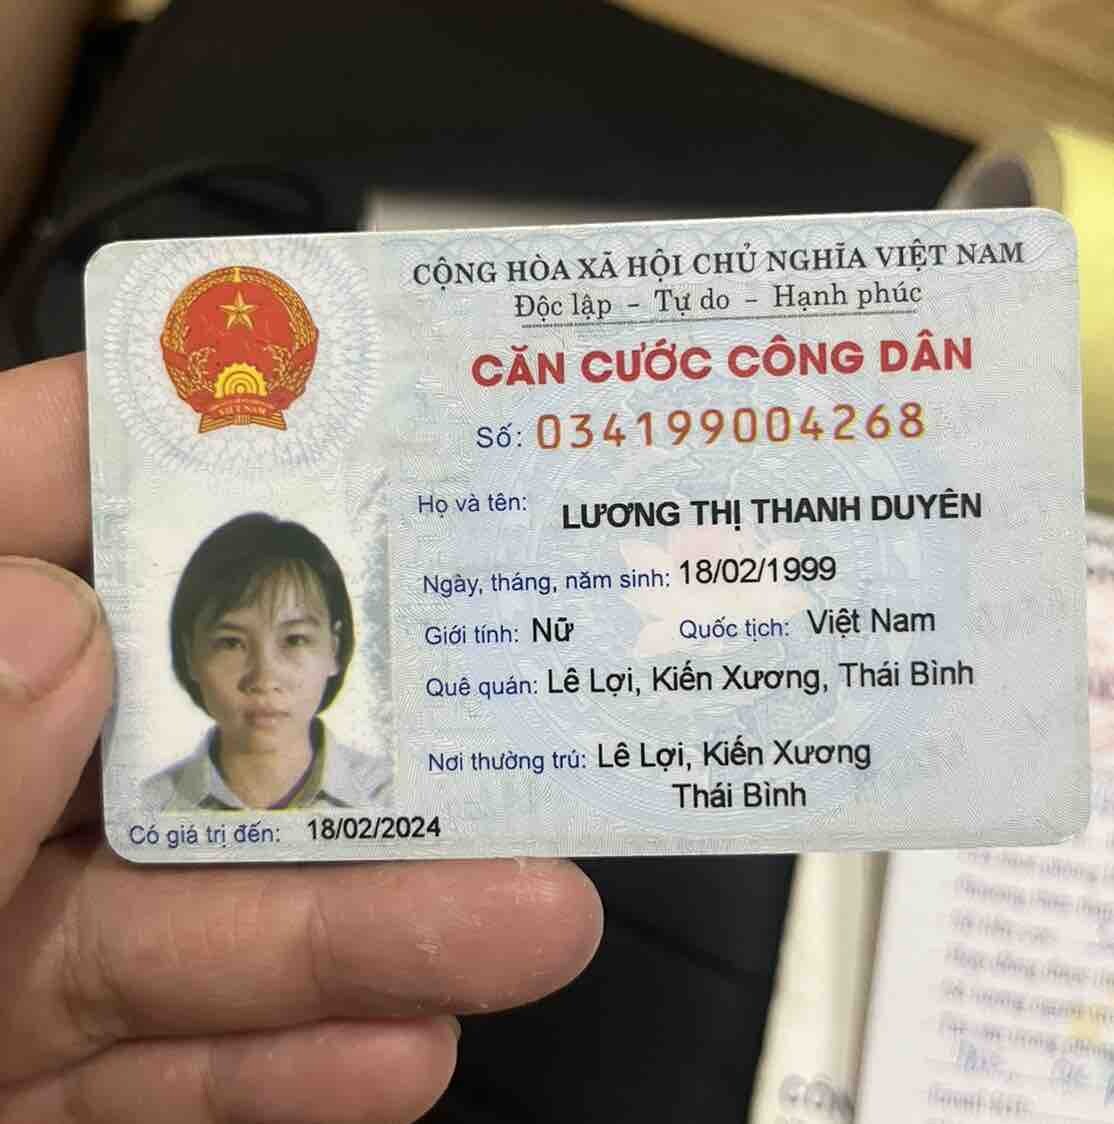 CỘNG HÒA XÃ HỘI CHỦ NGHĨA VIỆT NAM
Độc lập - Tự do - Hạnh phúc
CĂN CƯỚC CÔNG DÂN
Số: 034199004268
Họ và tên: LƯƠNG THỊ THANH DUYÊN
Ngày, tháng, năm sinh: 18/02/1999
Giới tính: Nữ Quốc tịch: Việt Nam
Quê quán: Lê Lợi, Kiến Xương, Thái Bình
Nơi thường trú: Lê Lợi, Kiến Xương
Thái Bình
Có giá trị đến: 18/02/2024
VIỆT NAM